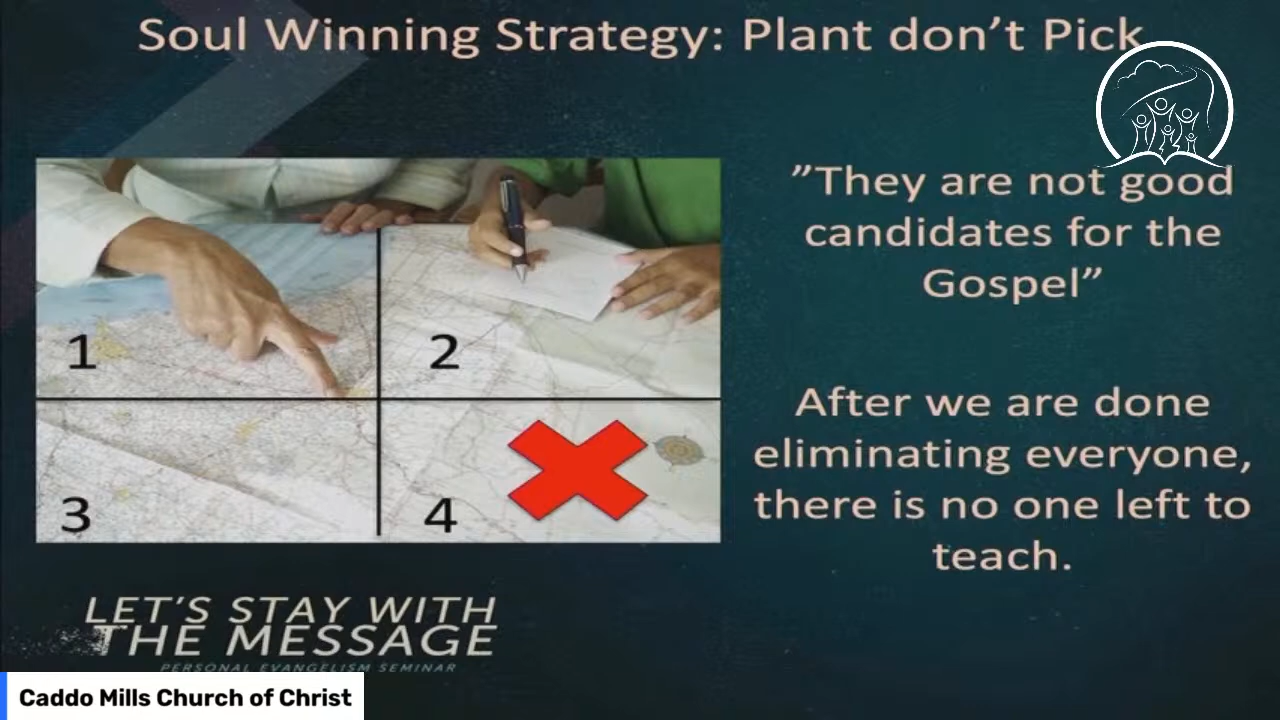 Soul Winning Strategy: Plant don’t Pick
”They are not good
candidates for the
Gospel”
1
2
3
4
After we are done
eliminating everyone,
there is no one left to
teach.
LET'S STAY WITH
THE MESSAGE
PERSONAL EVANGELISM SEMINAR
Caddo Mills Church of Christ